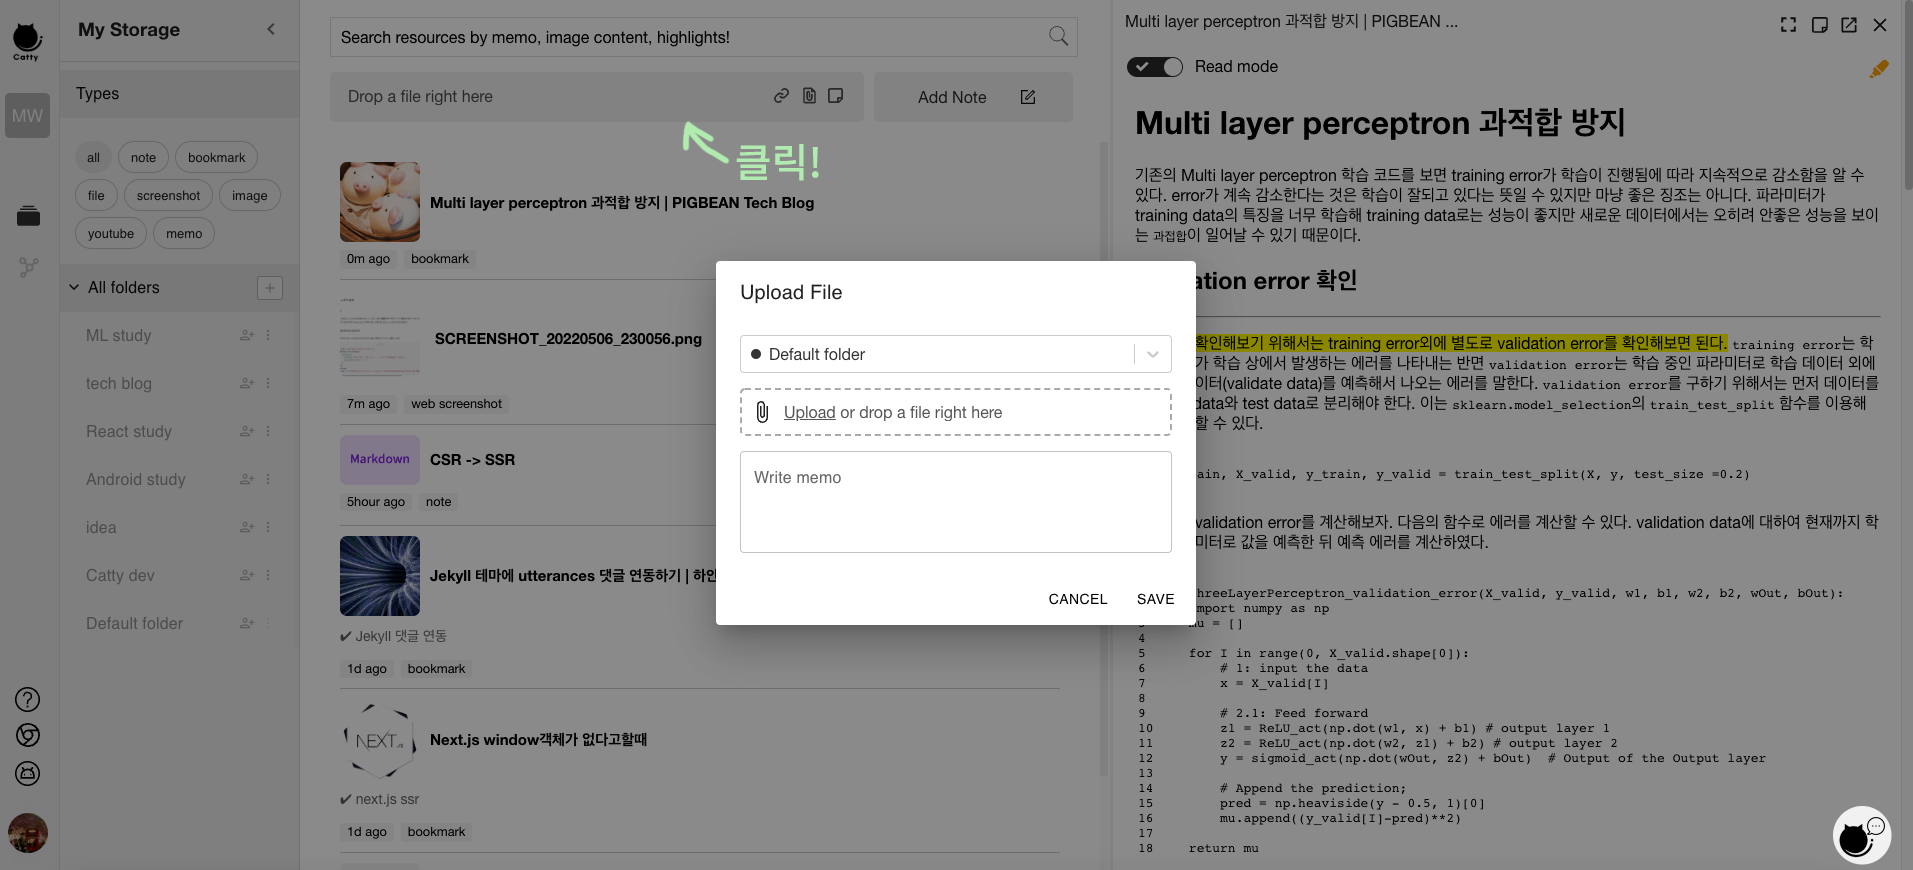 Catty
MW
My Storage
Types
all
note
bookmark
file
screenshot
image
youtube
memo
All folders
ML study
tech blog
React study
Android study
idea
Catty dev
Default folder
Search resources by memo, image content, highlights!
Drop a file right here
Add Note
클릭!
Multi layer perceptron 과적합 방지 | PIGBEAN Tech Blog
0m ago bookmark
SCREENSHOT_20220506_230056.png
7m ago web screenshot
Markdown
CSR -> SSR
5hour ago note
Jekyll 테마에 utterances 댓글 연동하기 | 하인
✔ Jekyll 댓글 연동
1d ago bookmark
NEXT.js
Next.js window객체가 없다고할때
✔ next.js ssr
1d ago bookmark
Upload File
Default folder
Upload or drop a file right here
Write memo
CANCEL SAVE
Multi layer perceptron 과적합 방지 | PIGBEAN ...
Read mode
Multi layer perceptron 과적합 방지
기존의 Multi layer perceptron 학습 코드를 보면 training error가 학습이 진행됨에 따라 지속적으로 감소함을 알 수
있다. error가 계속 감소한다는 것은 학습이 잘되고 있다는 뜻일 수 있지만 마냥 좋은 징조는 아니다. 파라미터가
training data의 특징을 너무 학습해 training data로는 성능이 좋지만 새로운 데이터에서는 오히려 안좋은 성능을 보이
는 과접합이 일어날 수 있기 때문이다.
ation error 확인
확인해보기 위해서는 training error외에 별도로 validation error를 확인해보면 된다. training error는 학
가 학습 상에서 발생하는 에러를 나타내는 반면 validation error는 학습 중인 파라미터로 학습 데이터 외에
이터(validate data)를 예측해서 나오는 에러를 말한다. validation error를 구하기 위해서는 먼저 데이터를
data와 test data로 분리해야 한다. 이는 sklearn.model_selection의 train_test_split 함수를 이용해
할 수 있다.
ain, X_valid, y_train, y_valid = train_test_split(X, y, test_size =0.2)
validation error를 계산해보자. 다음의 함수로 에러를 계산할 수 있다. validation data에 대하여 현재까지 학
미터로 값을 예측한 뒤 예측 에러를 계산하였다.
hreeLayerPerceptron_validation_error(X_valid, y_valid, w1, b1, w2, b2, wOut, bOut):
mport numpy as np
3 mu = []
4
5 for I in range(0, X_valid.shape[0]):
6 # 1: input the data
7 x = X_valid[I]
8
9 # 2.1: Feed forward
10 z1 = ReLU_act(np.dot(w1, x) + b1) # output layer 1
11 z2 = ReLU_act(np.dot(w2, z1) + b2) # output layer 2
12 y = sigmoid_act(np.dot(wOut, z2) + bOut) # Output of the Output layer
13
14 # Append the prediction;
15 pred = np.heaviside(y - 0.5, 1)[0]
16 mu.append((y_valid[I]-pred)**2)
17
18 return mu